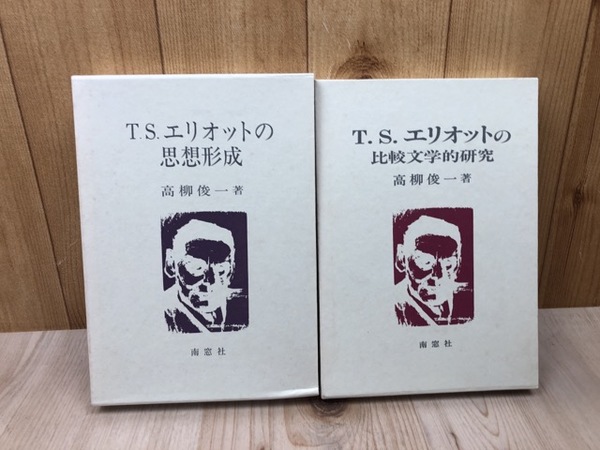 T.S.エリオットの
思想形成
高柳俊一著
南窓社
T.S.エリオットの
比較文学的研究
高柳俊一著
南窓社